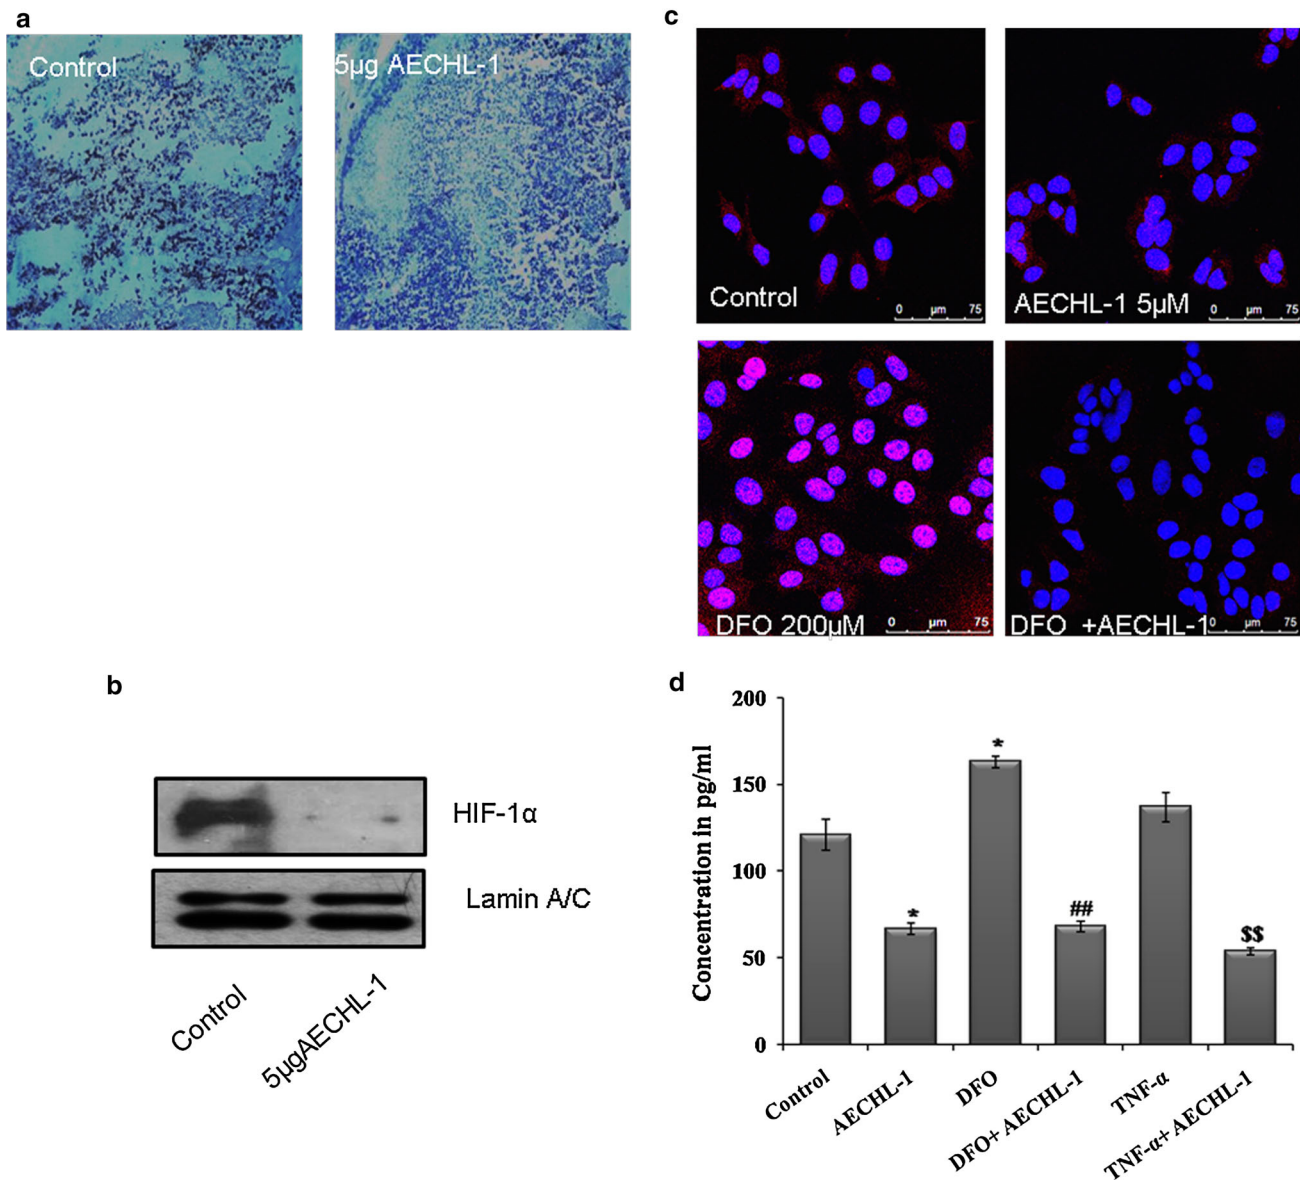 a
Control
5µg AECHL-1
c
Control
0 µm 75
AECHL-1 5µM
0 µm 75
DFO 200µM
0 µm 75
DFO +AECHL-1
0 µm 75
b
HIF-1α
Lamin A/C
Control
5µgAECHL-1
d
Concentration in pg/ml
200
150
100
50
0
*
*
##
$$
Control
AECHL-1
DFO
DFO+ AECHL-1
TNF-α
TNF-α+ AECHL-1